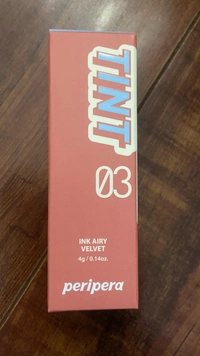 TINT
03
INK AIRY
VELVET
4g / 0.14oz.
peripera